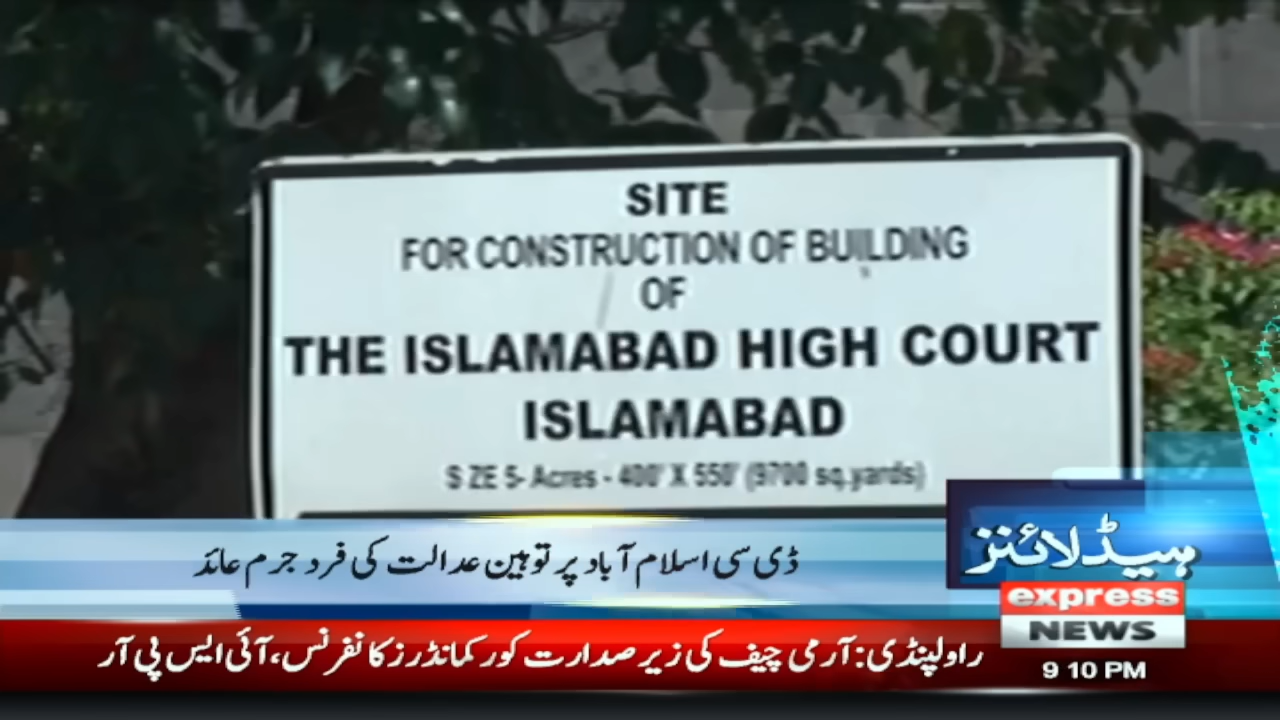 SITE
FOR CONSTRUCTION OF BUILDING
OF
THE ISLAMABAD HIGH COURT
ISLAMABAD
S ZE 5- Acres - 400' X 550' (9700 sq.yards)
ہیڈلائنز
ڈی سی اسلام آباد پر توہین عدالت کی فرد جرم عائد
express
NEWS
راولپنڈی:آرمی چیف کی زیر صدارت کور کمانڈرز کانفرنس،آئی ایس پی آر
9 10 PM